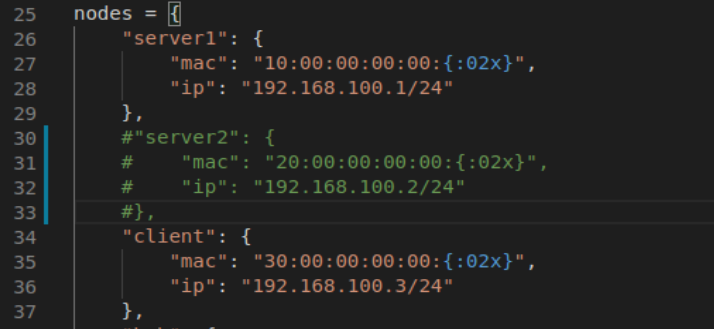 25 nodes = {
26     "server1": {
27         "mac": "10:00:00:00:00:{:02x}",
28         "ip": "192.168.100.1/24"
29     },
30     #"server2": {
31     #    "mac": "20:00:00:00:00:{:02x}",
32     #    "ip": "192.168.100.2/24"
33     #},
34     "client": {
35         "mac": "30:00:00:00:00:{:02x}",
36         "ip": "192.168.100.3/24"
37     },